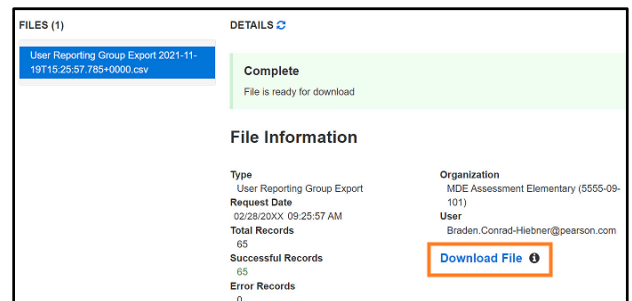 FILES (1)
User Reporting Group Export 2021-11-
19T15:25:57.785+0000.csv
DETAILS
Complete
File is ready for download
File Information
Type
User Reporting Group Export
Request Date
02/28/20XX 09:25:57 AM
Total Records
65
Successful Records
65
Error Records
0
Organization
MDE Assessment Elementary (5555-09-
101)
User
Braden.Conrad-Hiebner@pearson.com
Download File